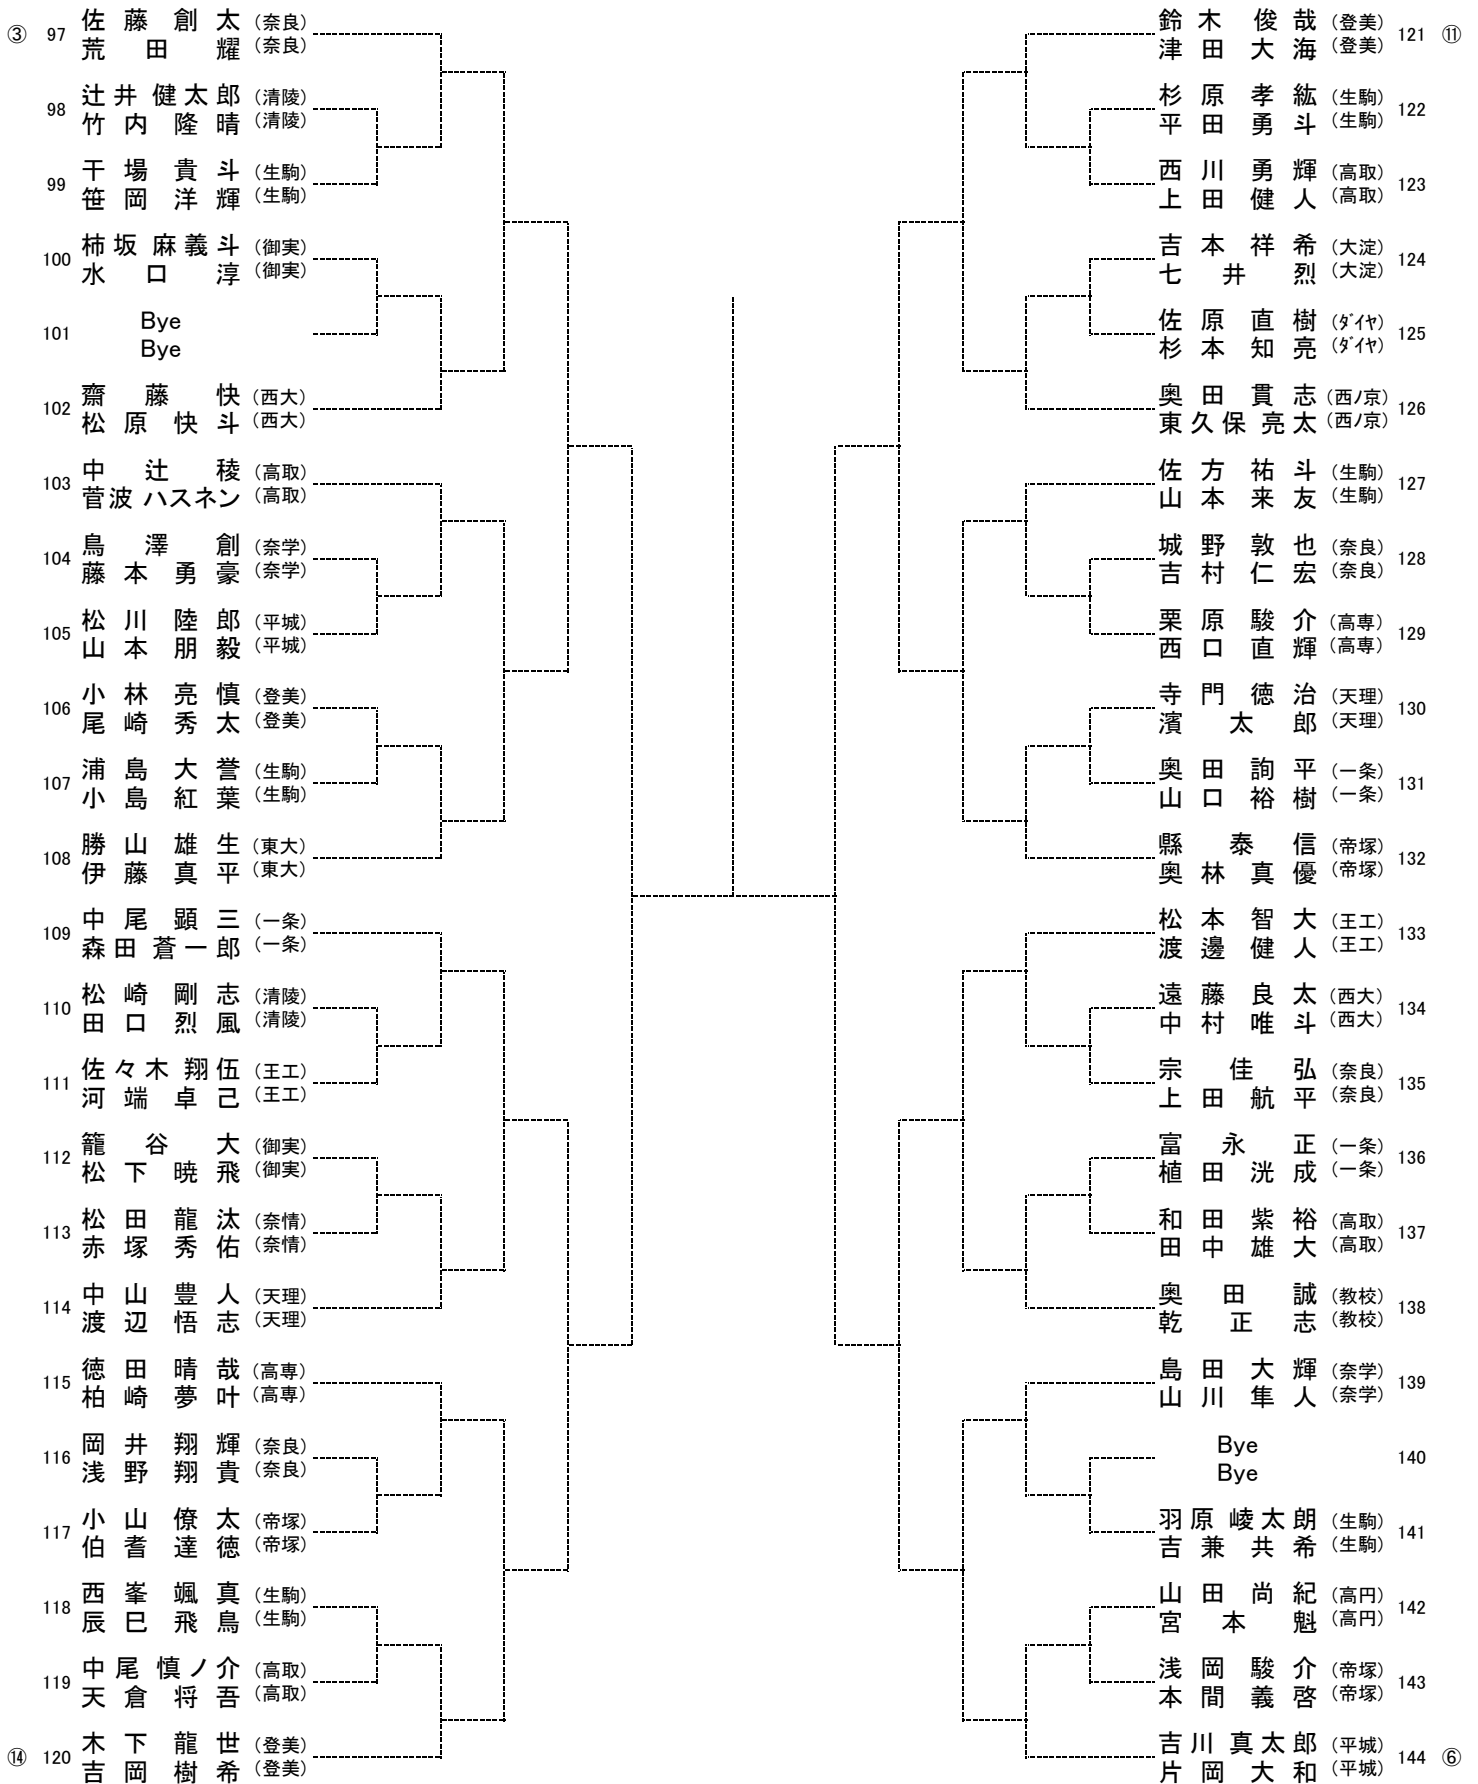 ③ 97 佐藤創太 (奈良)
荒田耀 (奈良)
98 辻井健太郎 (清陵)
竹内隆晴 (清陵)
99 干場貴斗 (生駒)
笹岡洋輝 (生駒)
100 柿坂麻義斗 (御実)
水口淳 (御実)
101 Bye
Bye
102 齋藤快 (西大)
松原快斗 (西大)
103 中辻稜 (高取)
菅波ハスネン (高取)
104 鳥澤創 (奈学)
藤本勇豪 (奈学)
105 松川陸郎 (平城)
山本朋毅 (平城)
106 小林亮慎 (登美)
尾崎秀太 (登美)
107 浦島大誉 (生駒)
小島紅葉 (生駒)
108 勝山雄生 (東大)
伊藤真平 (東大)
109 中尾顕三 (一条)
森田蒼一郎 (一条)
110 松崎剛志 (清陵)
田口烈風 (清陵)
111 佐々木翔伍 (王工)
河端卓己 (王工)
112 籠谷大 (御実)
松下暁飛 (御実)
113 松田龍汰 (奈情)
赤塚秀佑 (奈情)
114 中山豊人 (天理)
渡辺悟志 (天理)
115 徳田晴哉 (高専)
柏崎夢叶 (高専)
116 岡井翔輝 (奈良)
浅野翔貴 (奈良)
117 小山僚太 (帝塚)
伯耆達徳 (帝塚)
118 西峯颯真 (生駒)
辰巳飛鳥 (生駒)
119 中尾慎ノ介 (高取)
天倉将吾 (高取)
⑭ 120 木下龍世 (登美)
吉岡樹希 (登美)
鈴木俊哉 (登美) 121 ⑪
津田大海 (登美)
杉原孝紘 (生駒) 122
平田勇斗 (生駒)
西川勇輝 (高取) 123
上田健人 (高取)
吉本祥希 (大淀) 124
七井烈 (大淀)
佐原直樹 (ダイヤ) 125
杉本知亮 (ダイヤ)
奥田貫志 (西ノ京) 126
東久保亮太 (西ノ京)
佐方祐斗 (生駒) 127
山本来友 (生駒)
城野敦也 (奈良) 128
吉村仁宏 (奈良)
栗原駿介 (高専) 129
西口直輝 (高専)
寺門徳治 (天理) 130
濱太郎 (天理)
奥田詢平 (一条) 131
山口裕樹 (一条)
縣泰信 (帝塚) 132
奥林真優 (帝塚)
松本智大 (王工) 133
渡邊健人 (王工)
遠藤良太 (西大) 134
中村唯斗 (西大)
宗佳弘 (奈良) 135
上田航平 (奈良)
富永正 (一条) 136
植田洸成 (一条)
和田紫裕 (高取) 137
田中雄大 (高取)
奥田誠 (教校) 138
乾正志 (教校)
島田大輝 (奈学) 139
山川隼人 (奈学)
Bye 140
Bye
羽原崚太朗 (生駒) 141
吉兼共希 (生駒)
山田尚紀 (高円) 142
宮本魁 (高円)
浅岡駿介 (帝塚) 143
本間義啓 (帝塚)
吉川真太郎 (平城) 144 ⑥
片岡大和 (平城)